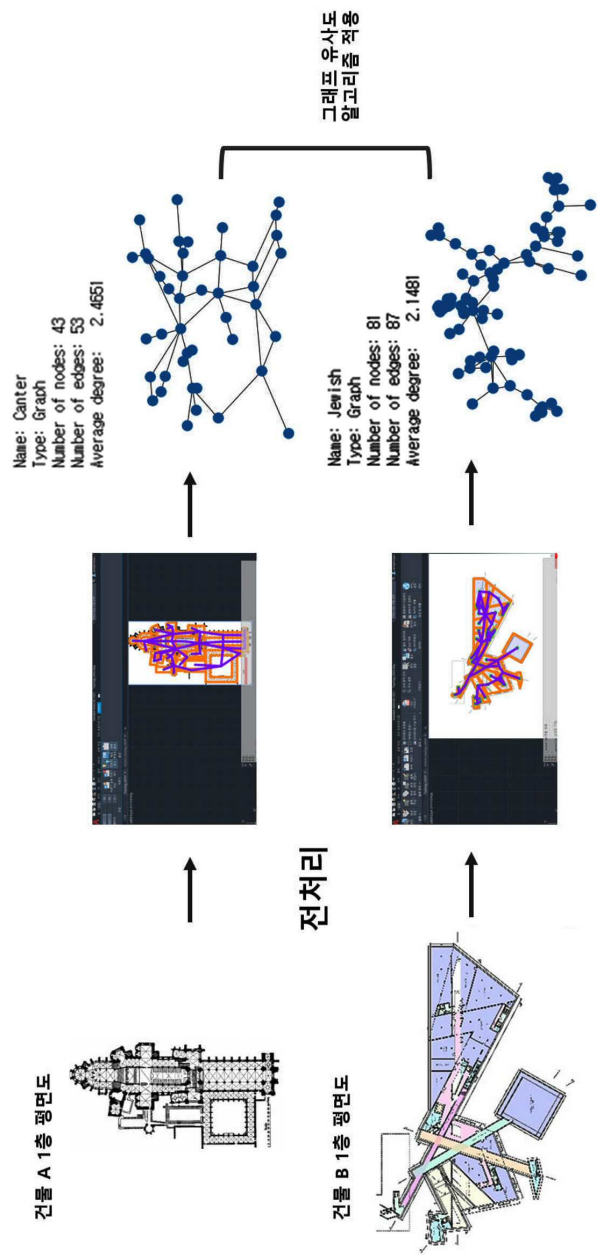 건물 A 1층 평면도
Name: Canter
Type: Graph
Number of nodes: 43
Number of edges: 53
Average degree: 2.4651
전처리
그래프 유사도
알고리즘 적용
건물 B 1층 평면도
Name: Jewish
Type: Graph
Number of nodes: 81
Number of edges: 87
Average degree: 2.1481